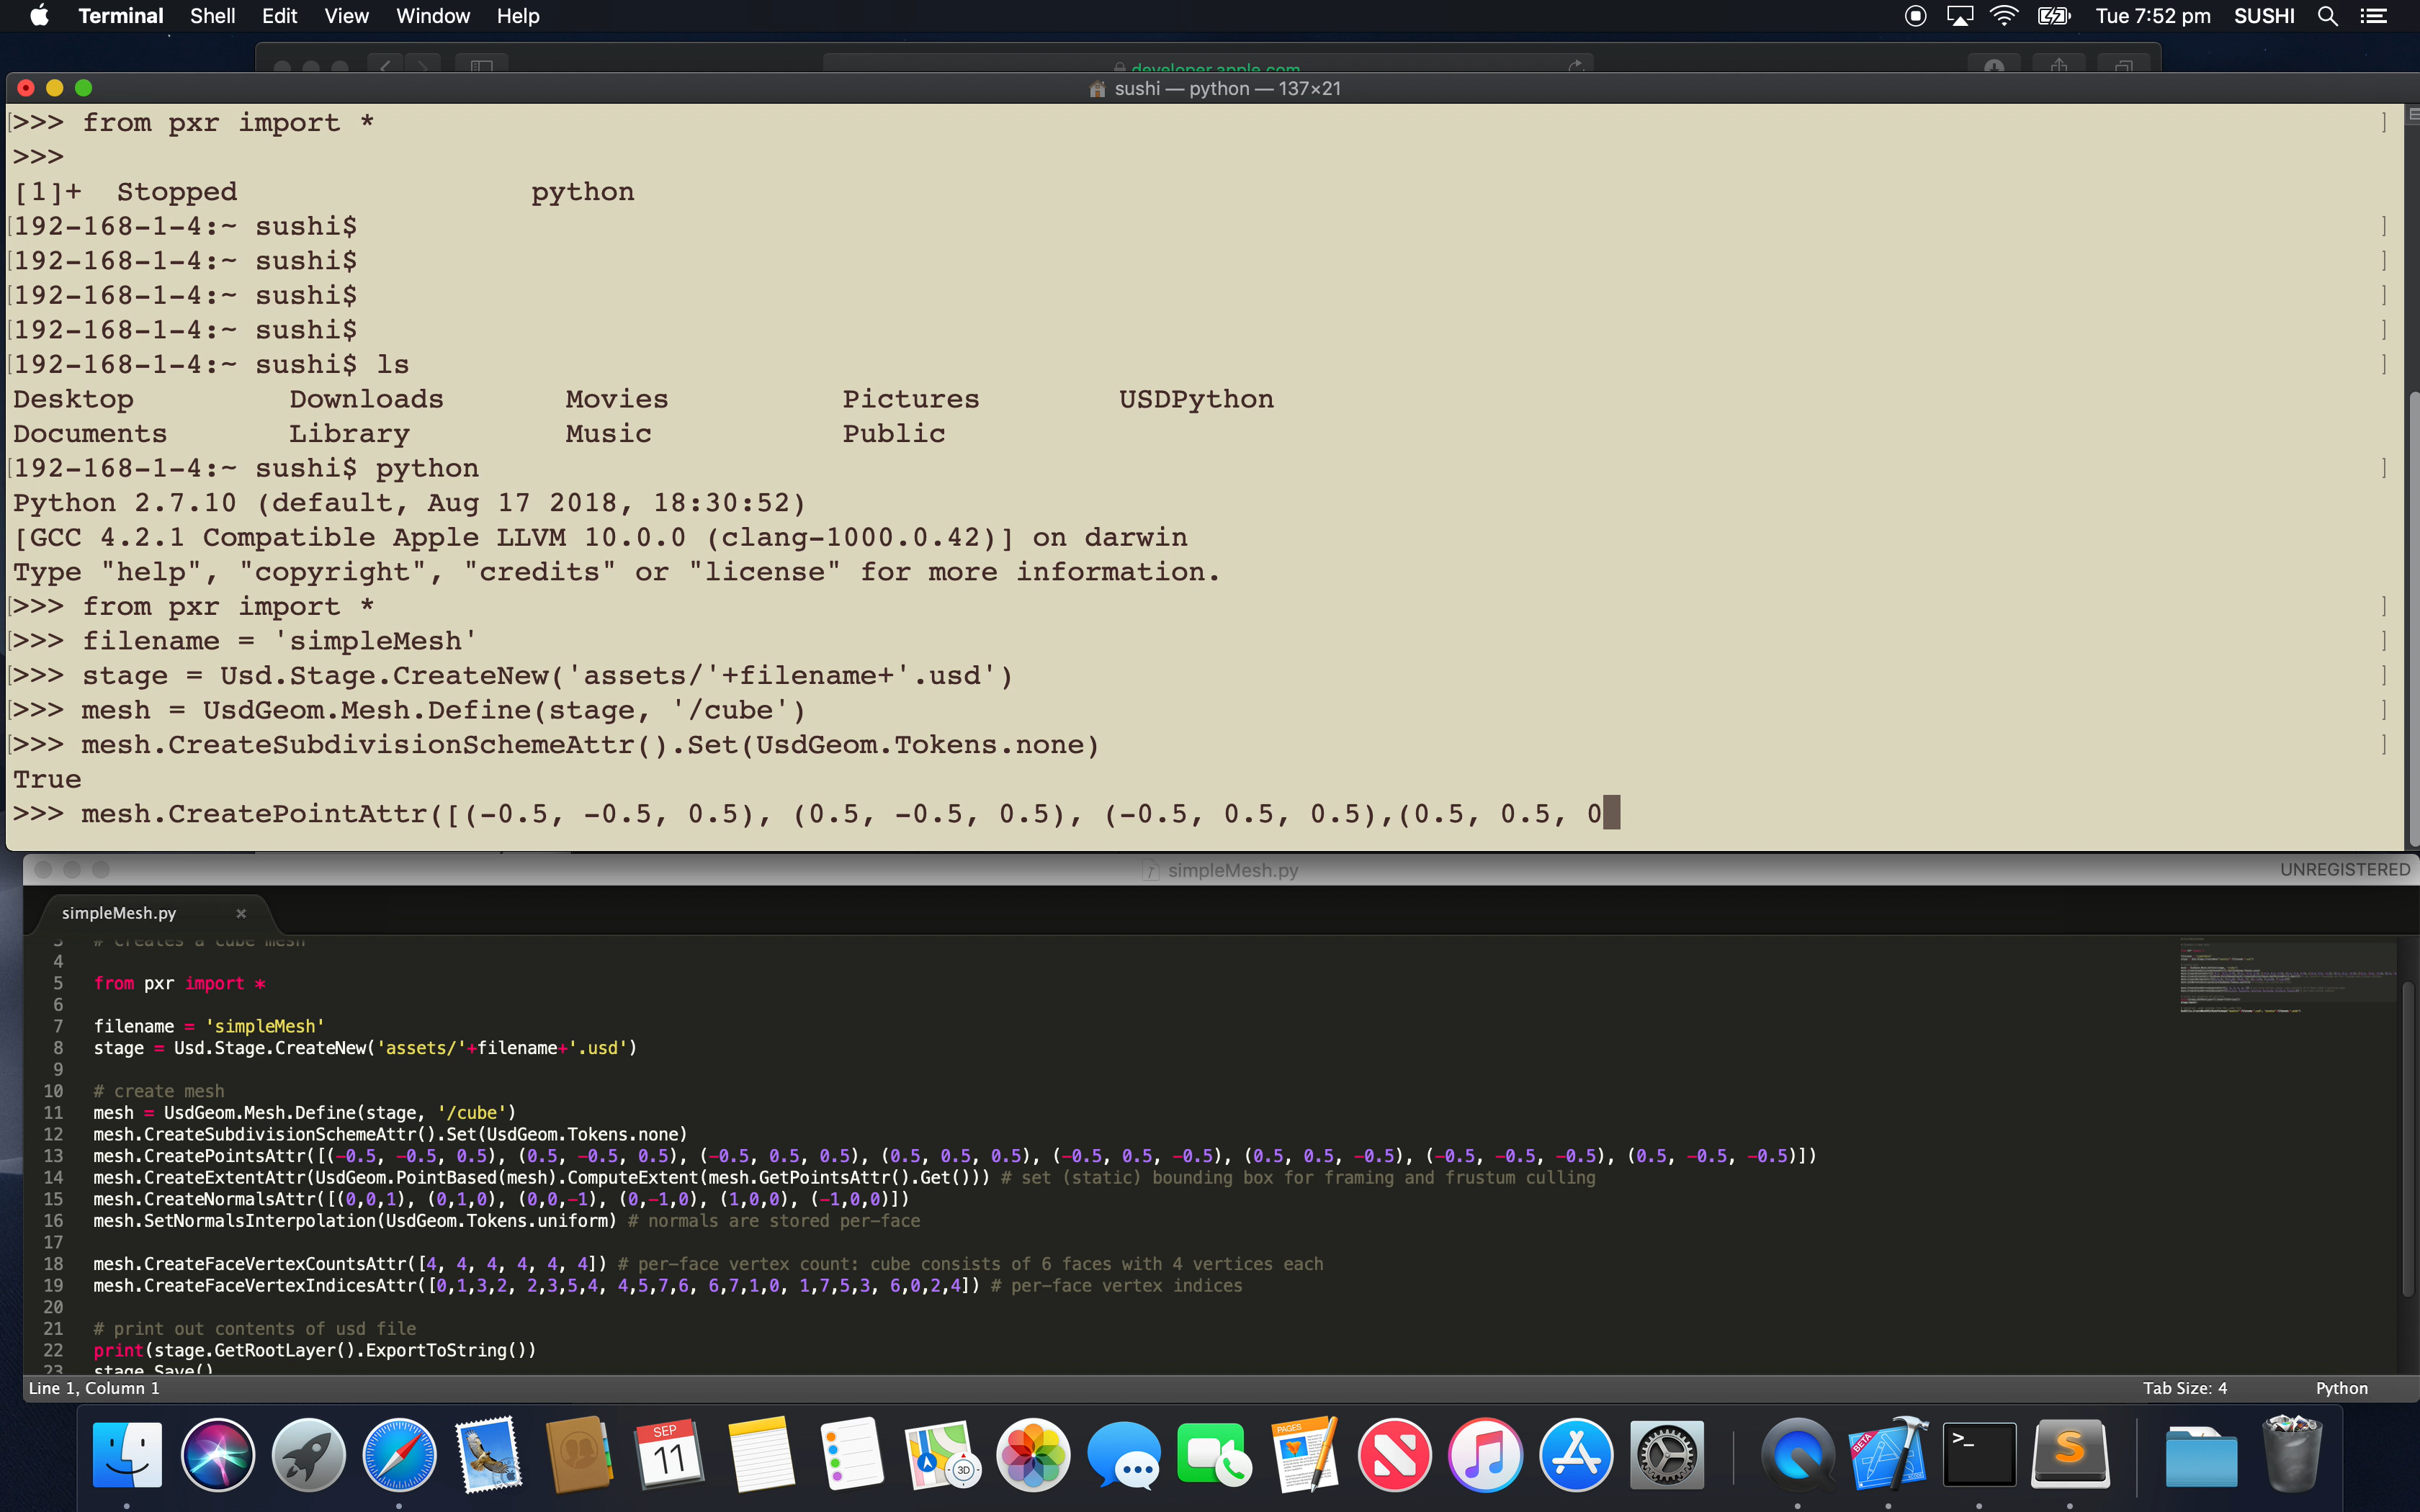 Terminal Shell Edit View Window Help Tue 7:52 pm SUSHI
developer.apple.com
sushi — python — 137×21
>>> from pxr import *
>>>
[1]+  Stopped                 python
192-168-1-4:~ sushi$
192-168-1-4:~ sushi$
192-168-1-4:~ sushi$
192-168-1-4:~ sushi$
192-168-1-4:~ sushi$ ls
Desktop Downloads Movies Pictures USDPython
Documents Library Music Public
192-168-1-4:~ sushi$ python
Python 2.7.10 (default, Aug 17 2018, 18:30:52)
[GCC 4.2.1 Compatible Apple LLVM 10.0.0 (clang-1000.0.42)] on darwin
Type "help", "copyright", "credits" or "license" for more information.
>>> from pxr import *
>>> filename = 'simpleMesh'
>>> stage = Usd.Stage.CreateNew('assets/'+filename+'.usd')
>>> mesh = UsdGeom.Mesh.Define(stage, '/cube')
>>> mesh.CreateSubdivisionSchemeAttr().Set(UsdGeom.Tokens.none)
True
>>> mesh.CreatePointAttr([(-0.5, -0.5, 0.5), (0.5, -0.5, 0.5), (-0.5, 0.5, 0.5),(0.5, 0.5, 0
simpleMesh.py UNREGISTERED
simpleMesh.py ×
3 # Creates a cube mesh
4
5 from pxr import *
6
7 filename = 'simpleMesh'
8 stage = Usd.Stage.CreateNew('assets/'+filename+'.usd')
9
10 # create mesh
11 mesh = UsdGeom.Mesh.Define(stage, '/cube')
12 mesh.CreateSubdivisionSchemeAttr().Set(UsdGeom.Tokens.none)
13 mesh.CreatePointsAttr([(-0.5, -0.5, 0.5), (0.5, -0.5, 0.5), (-0.5, 0.5, 0.5), (0.5, 0.5, 0.5), (-0.5, 0.5, -0.5), (0.5, 0.5, -0.5), (-0.5, -0.5, -0.5), (0.5, -0.5, -0.5)])
14 mesh.CreateExtentAttr(UsdGeom.PointBased(mesh).ComputeExtent(mesh.GetPointsAttr().Get())) # set (static) bounding box for framing and frustum culling
15 mesh.CreateNormalsAttr([(0,0,1), (0,1,0), (0,0,-1), (0,-1,0), (1,0,0), (-1,0,0)])
16 mesh.SetNormalsInterpolation(UsdGeom.Tokens.uniform) # normals are stored per-face
17
18 mesh.CreateFaceVertexCountsAttr([4, 4, 4, 4, 4, 4]) # per-face vertex count: cube consists of 6 faces with 4 vertices each
19 mesh.CreateFaceVertexIndicesAttr([0,1,3,2, 2,3,5,4, 4,5,7,6, 6,7,1,0, 1,7,5,3, 6,0,2,4]) # per-face vertex indices
20
21 # print out contents of usd file
22 print(stage.GetRootLayer().ExportToString())
23 stage.Save()
Line 1, Column 1 Tab Size: 4 Python
SEP
11
3D
PAGES
BETA
>_
S